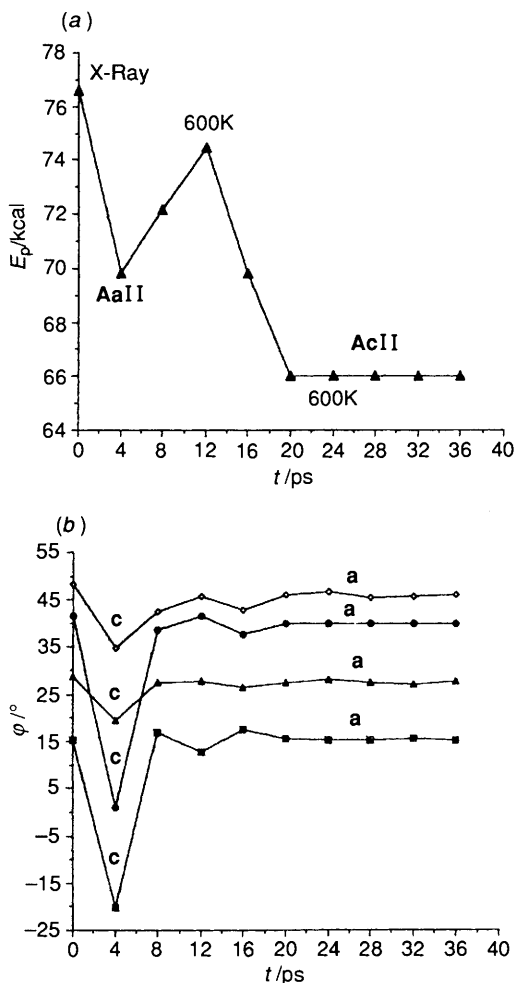 (a)
78
X-Ray
76
600K
74
72
E_p/kcal
70
AaII
68
AcII
66
600K
64
0 4 8 12 16 20 24 28 32 36 40
t/ps
(b)
55
a
45
c
a
35
c
a
25
φ/°
15
c
a
5
−5
c
−15
−25
0 4 8 12 16 20 24 28 32 36 40
t/ps